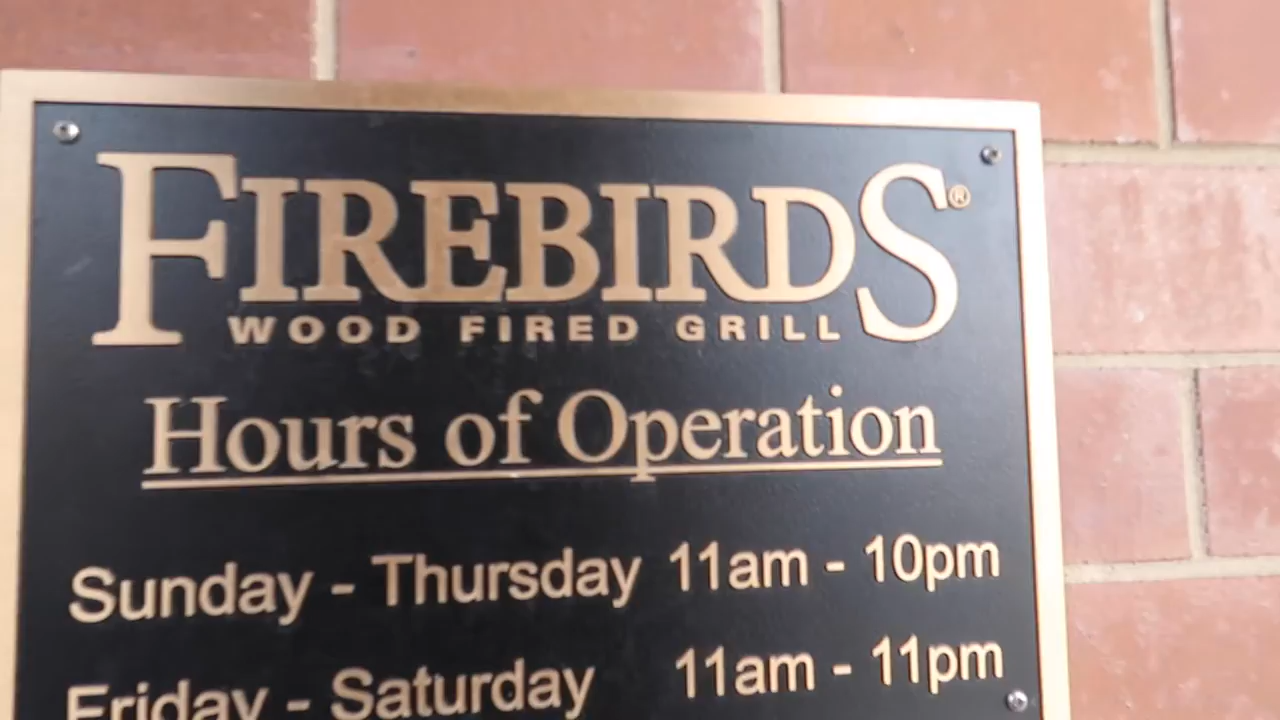 FIREBIRDS®
WOOD FIRED GRILL
Hours of Operation
Sunday - Thursday 11am - 10pm
Friday - Saturday 11am - 11pm